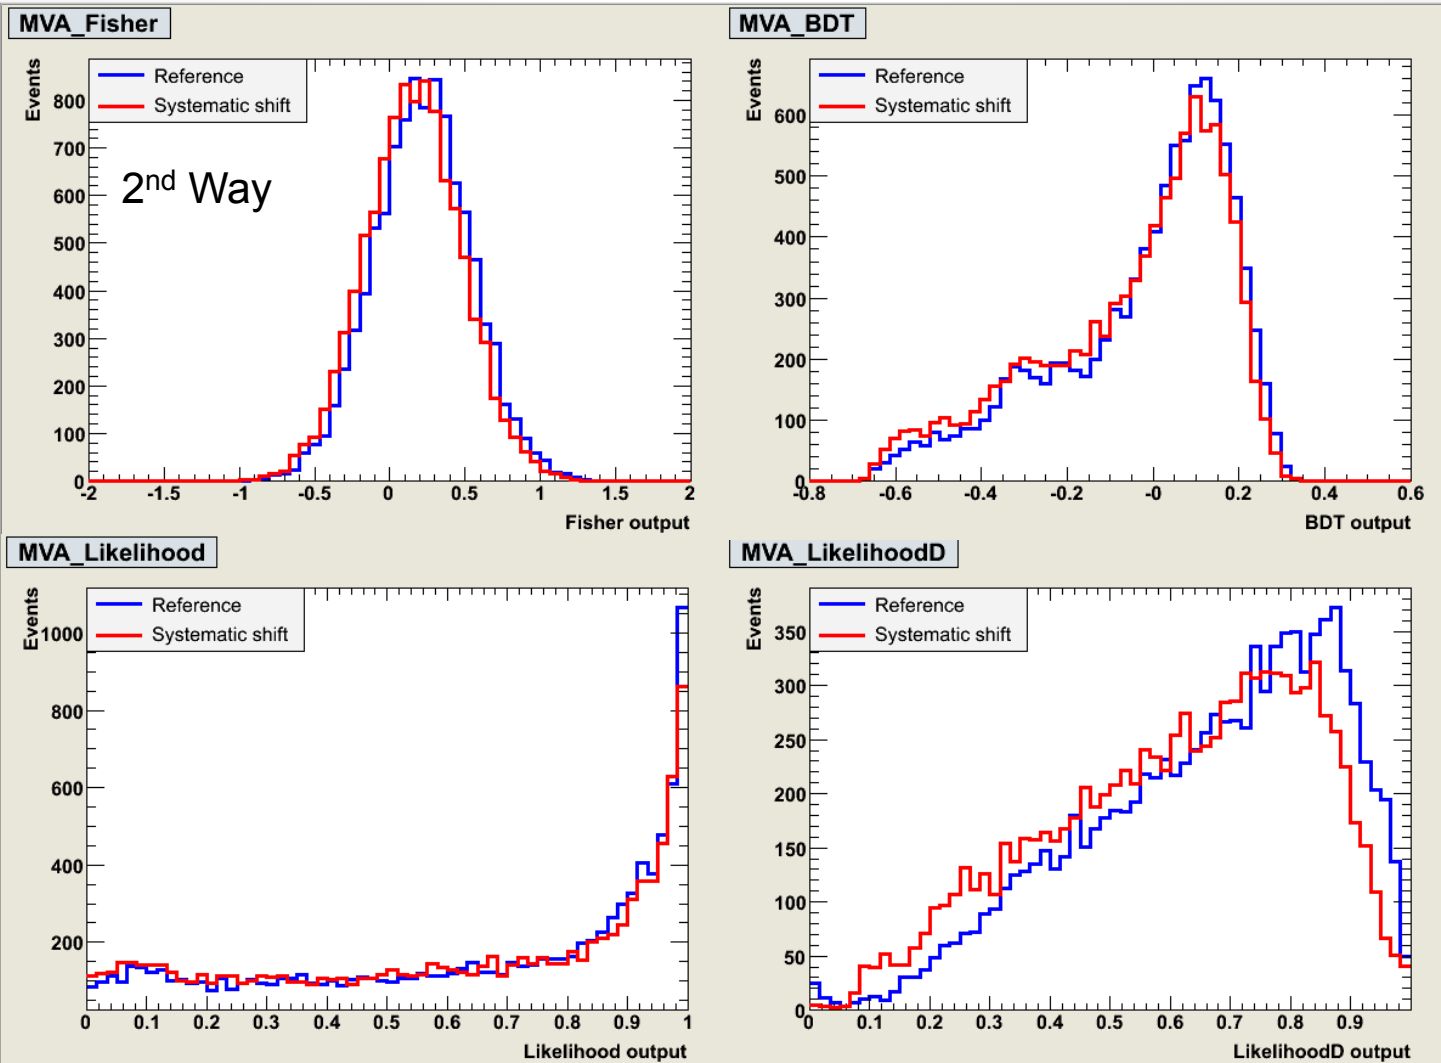 MVA_Fisher
Events
Reference
Systematic shift
2nd Way
800
700
600
500
400
300
200
100
0
-2 -1.5 -1 -0.5 0 0.5 1 1.5 2
Fisher output
MVA_BDT
Events
Reference
Systematic shift
600
500
400
300
200
100
0
-0.8 -0.6 -0.4 -0.2 -0 0.2 0.4 0.6
BDT output
MVA_Likelihood
Events
Reference
Systematic shift
1000
800
600
400
200
0 0.1 0.2 0.3 0.4 0.5 0.6 0.7 0.8 0.9 1
Likelihood output
MVA_LikelihoodD
Events
Reference
Systematic shift
350
300
250
200
150
100
50
0
0 0.1 0.2 0.3 0.4 0.5 0.6 0.7 0.8 0.9
LikelihoodD output